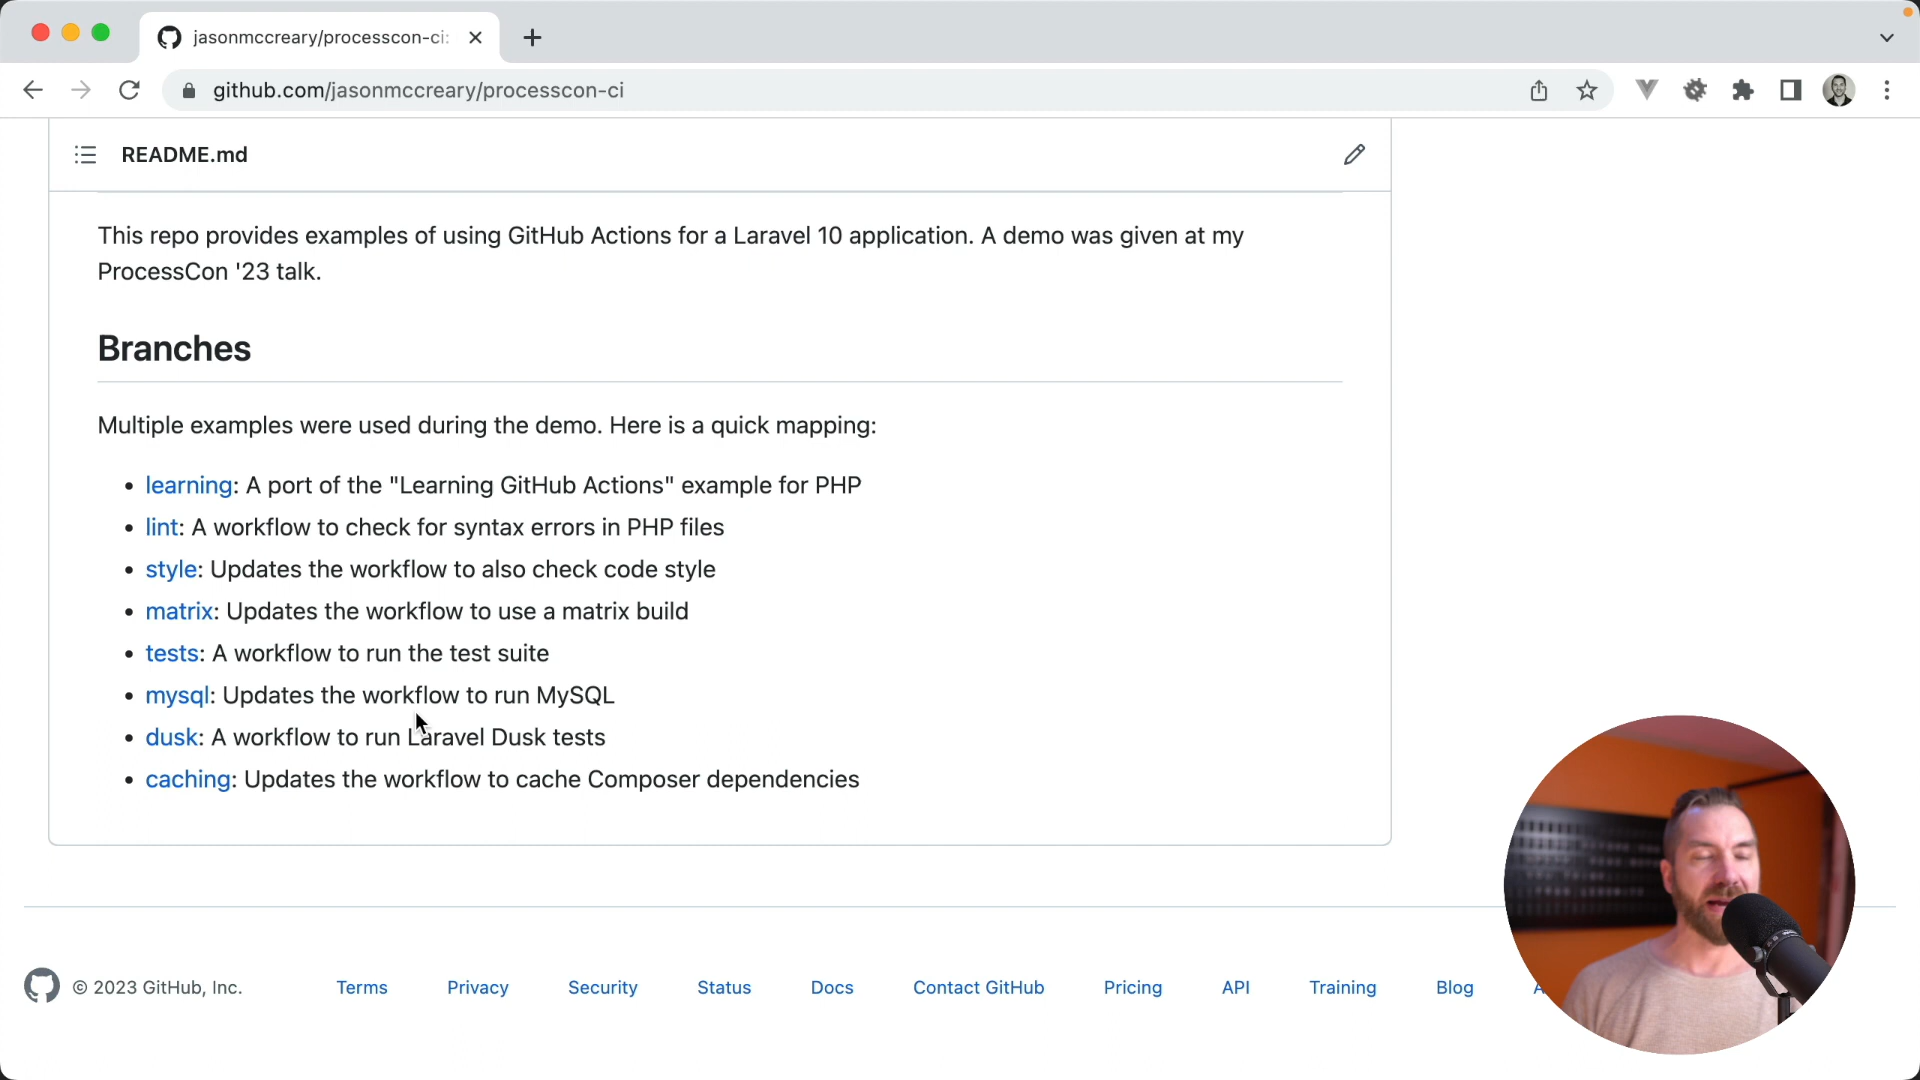 jasonmccreary/processcon-ci:
github.com/jasonmccreary/processcon-ci
README.md
This repo provides examples of using GitHub Actions for a Laravel 10 application. A demo was given at my
ProcessCon '23 talk.
Branches
Multiple examples were used during the demo. Here is a quick mapping:
• learning: A port of the "Learning GitHub Actions" example for PHP
• lint: A workflow to check for syntax errors in PHP files
• style: Updates the workflow to also check code style
• matrix: Updates the workflow to use a matrix build
• tests: A workflow to run the test suite
• mysql: Updates the workflow to run MySQL
• dusk: A workflow to run Laravel Dusk tests
• caching: Updates the workflow to cache Composer dependencies
© 2023 GitHub, Inc. Terms Privacy Security Status Docs Contact GitHub Pricing API Training Blog